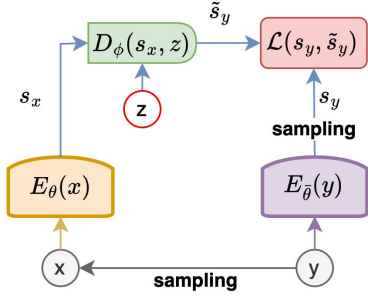 s̃_y
D_ϕ(s_x, z)
ℒ(s_y, s̃_y)
s_x
z
s_y
sampling
E_θ(x)
E_θ̄(y)
x
sampling
y